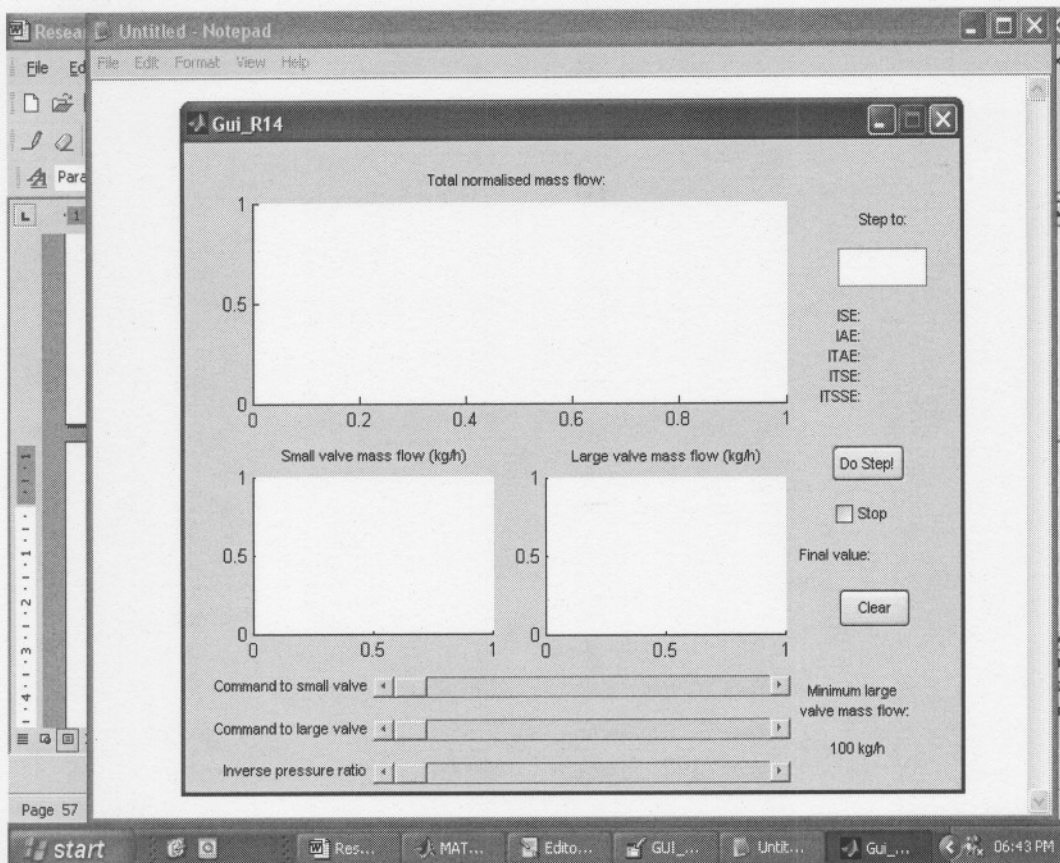 Resea
Untitled - Notepad
File Ed
File Edit Format View Help
Para
Gui_R14
Total normalised mass flow:
1
0.5
0
0 0.2 0.4 0.6 0.8 1
Step to:
ISE:
IAE:
ITAE:
ITSE:
ITSSE:
Small valve mass flow (kg/h)
1
0.5
0
0 0.5 1
Large valve mass flow (kg/h)
1
0.5
0
0 0.5 1
Do Step!
Stop
Final value:
Clear
Command to small valve
Command to large valve
Inverse pressure ratio
Minimum large
valve mass flow:
100 kg/h
Page 57
start
Res...
MAT...
Edito...
GUI_...
Untit...
Gui_...
06:43 PM